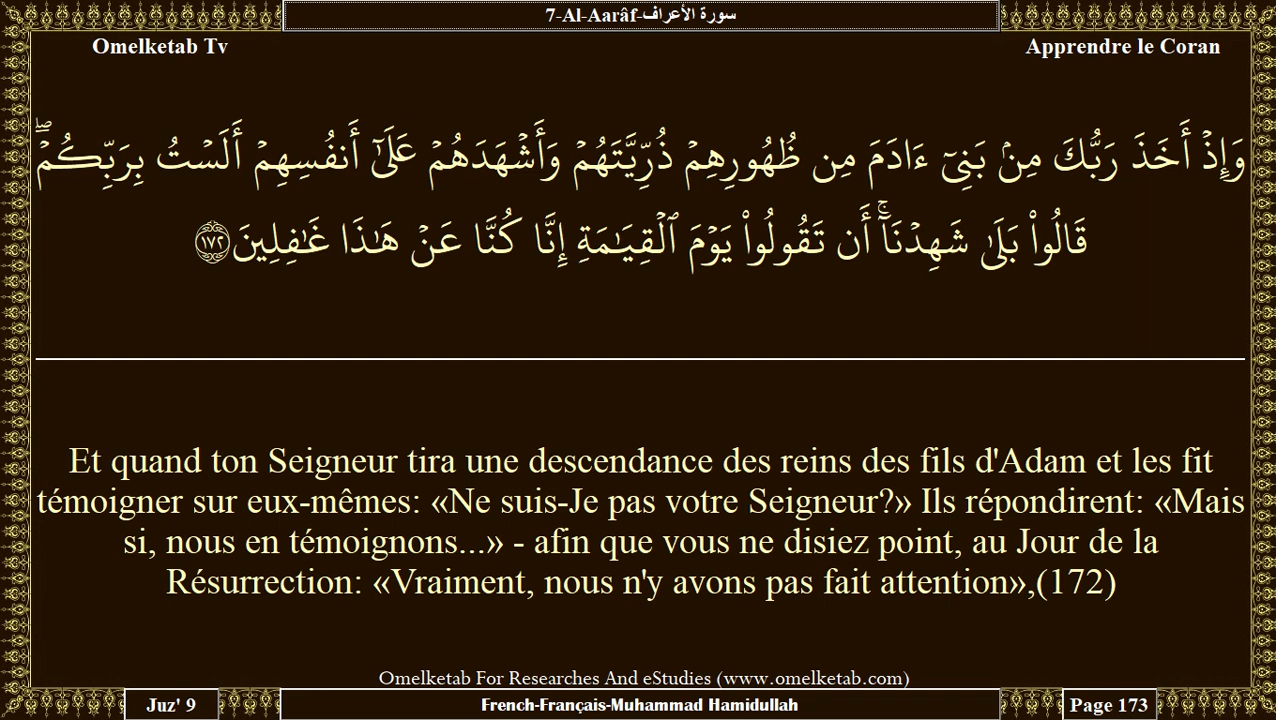 7-Al-Aarâf-سورة الأعراف
Omelketab Tv
Apprendre le Coran
وَإِذۡ أَخَذَ رَبُّكَ مِنۢ بَنِيٓ ءَادَمَ مِن ظُهُورِهِمۡ ذُرِّيَّتَهُمۡ وَأَشۡهَدَهُمۡ عَلَىٰٓ أَنفُسِهِمۡ أَلَسۡتُ بِرَبِّكُمۡۖ
قَالُواْ بَلَىٰ شَهِدۡنَآۚ أَن تَقُولُواْ يَوۡمَ ٱلۡقِيَٰمَةِ إِنَّا كُنَّا عَنۡ هَٰذَا غَٰفِلِينَ ١٧٢
Et quand ton Seigneur tira une descendance des reins des fils d'Adam et les fit
témoigner sur eux-mêmes: «Ne suis-Je pas votre Seigneur?» Ils répondirent: «Mais
si, nous en témoignons...» - afin que vous ne disiez point, au Jour de la
Résurrection: «Vraiment, nous n'y avons pas fait attention»,(172)
Omelketab For Researches And eStudies (www.omelketab.com)
Juz' 9
French-Français-Muhammad Hamidullah
Page 173